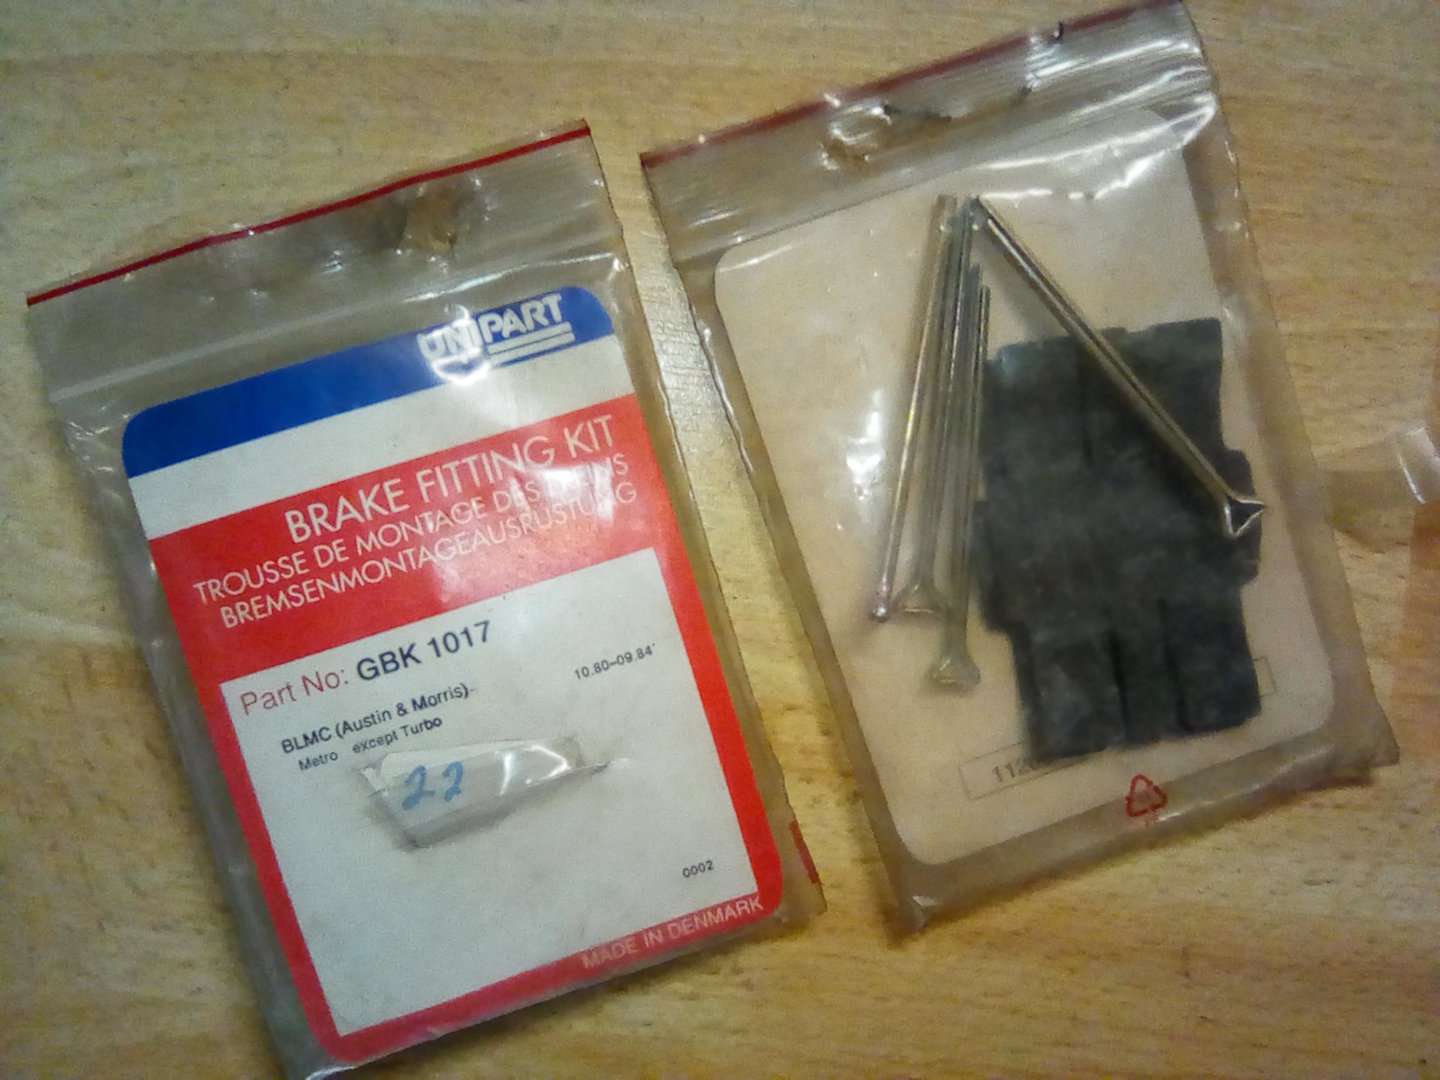 UNIPART
BRAKE FITTING KIT
TROUSSE DE MONTAGE DES FREINS
BREMSENMONTAGEAUSRÜSTUNG
Part No: GBK 1017
BLMC (Austin & Morris)
10.80–09.84
Metro except Turbo
22
0002
MADE IN DENMARK